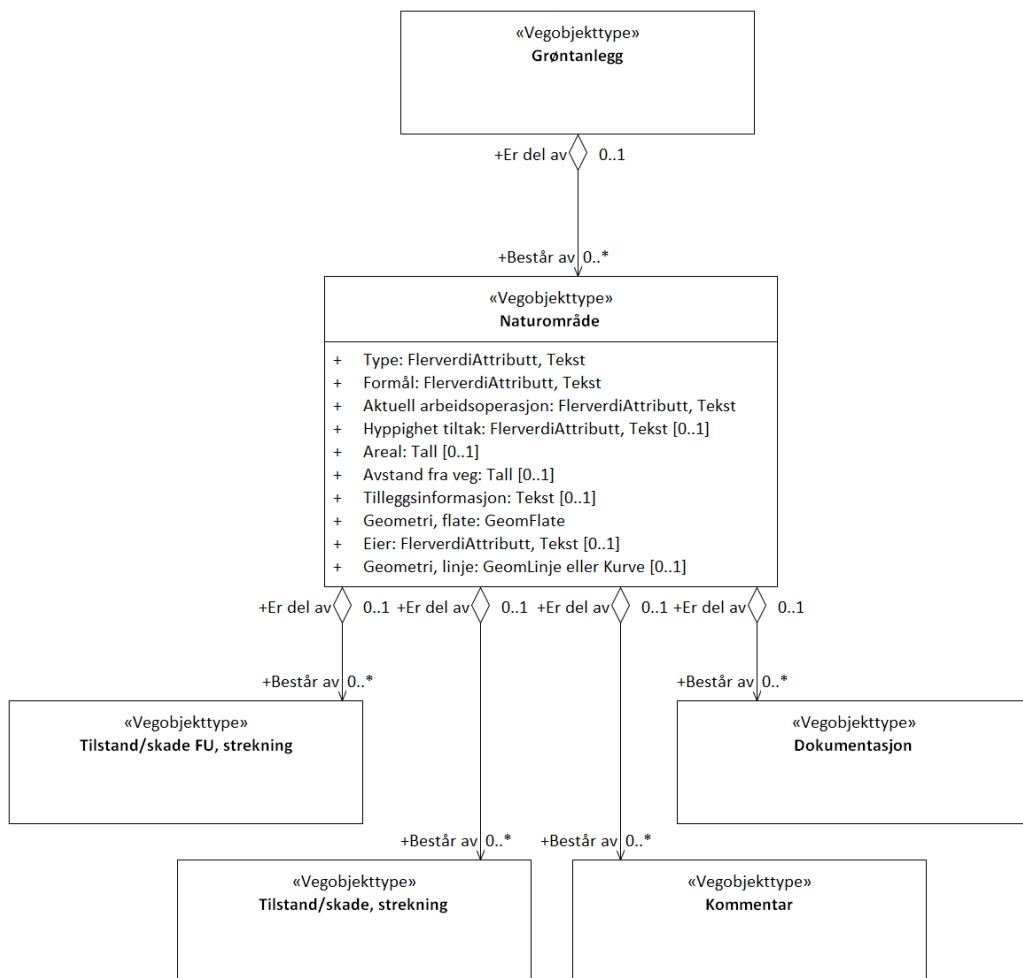 «Vegobjekttype»
Grøntanlegg
+Er del av 0..1
+Består av 0..*
«Vegobjekttype»
Naturområde
+ Type: FlerverdiAttributt, Tekst
+ Formål: FlerverdiAttributt, Tekst
+ Aktuell arbeidsoperasjon: FlerverdiAttributt, Tekst
+ Hyppighet tiltak: FlerverdiAttributt, Tekst [0..1]
+ Areal: Tall [0..1]
+ Avstand fra veg: Tall [0..1]
+ Tilleggsinformasjon: Tekst [0..1]
+ Geometri, flate: GeomFlate
+ Eier: FlerverdiAttributt, Tekst [0..1]
+ Geometri, linje: GeomLinje eller Kurve [0..1]
+Er del av 0..1 +Er del av 0..1 +Er del av 0..1 +Er del av 0..1
+Består av 0..* +Består av 0..*
«Vegobjekttype»
Tilstand/skade FU, strekning
«Vegobjekttype»
Dokumentasjon
+Består av 0..* +Består av 0..*
«Vegobjekttype»
Tilstand/skade, strekning
«Vegobjekttype»
Kommentar